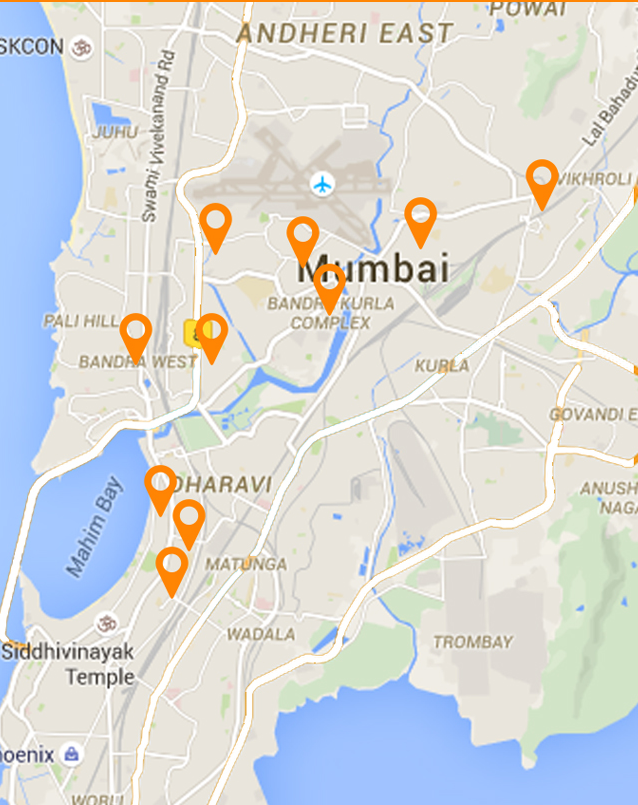 POWAI
ANDHERI EAST
SKCON
Lal Bahadur
JUHU
Swami Vivekanand Rd
VIKHROLI
Mumbai
BANDRA KURLA
COMPLEX
PALI HILL
BANDRA WEST
KURLA
GOVANDI E
DHARAVI
ANUSH
NAGA
Mahim Bay
MATUNGA
WADALA
TROMBAY
Siddhivinayak
Temple
hoenix
WORLI